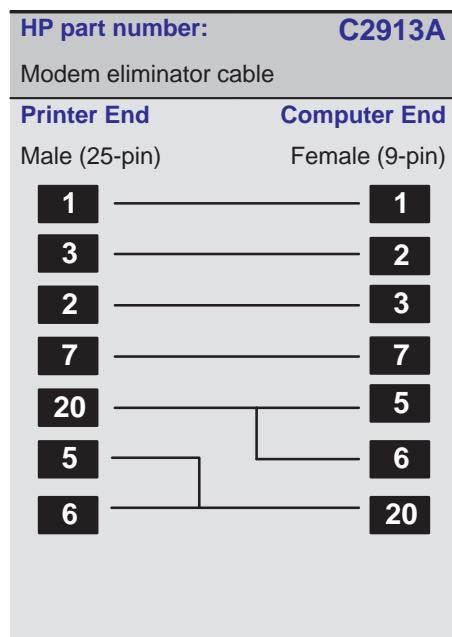 HP part number: C2913A
Modem eliminator cable
Printer End Computer End
Male (25-pin) Female (9-pin)
1 1
3 2
2 3
7 7
20 5
5 6
6 20